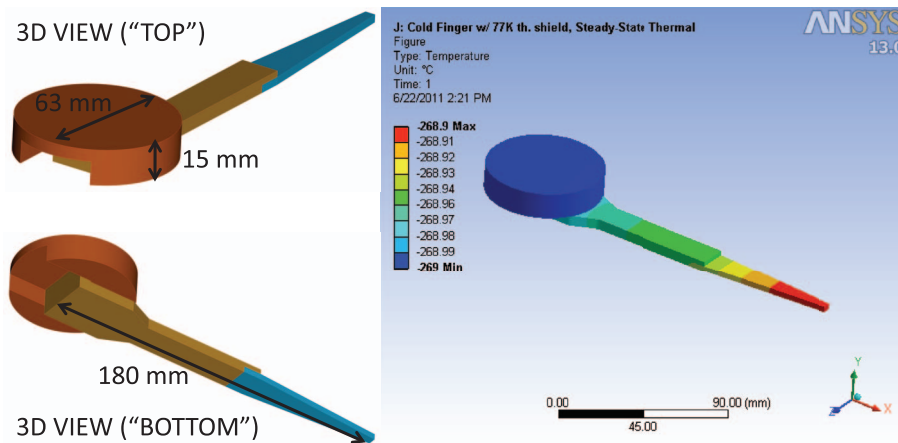 3D VIEW (“TOP”)
63 mm
15 mm
180 mm
3D VIEW (“BOTTOM”)
J: Cold Finger w/ 77K th. shield, Steady-State Thermal
Figure
Type: Temperature
Unit: °C
Time: 1
6/22/2011 2:21 PM
-268.9 Max
-268.91
-268.92
-268.93
-268.94
-268.96
-268.97
-268.98
-268.99
-269 Min
ANSYS
13.0
0.00
90.00 (mm)
45.00
Y
Z
X